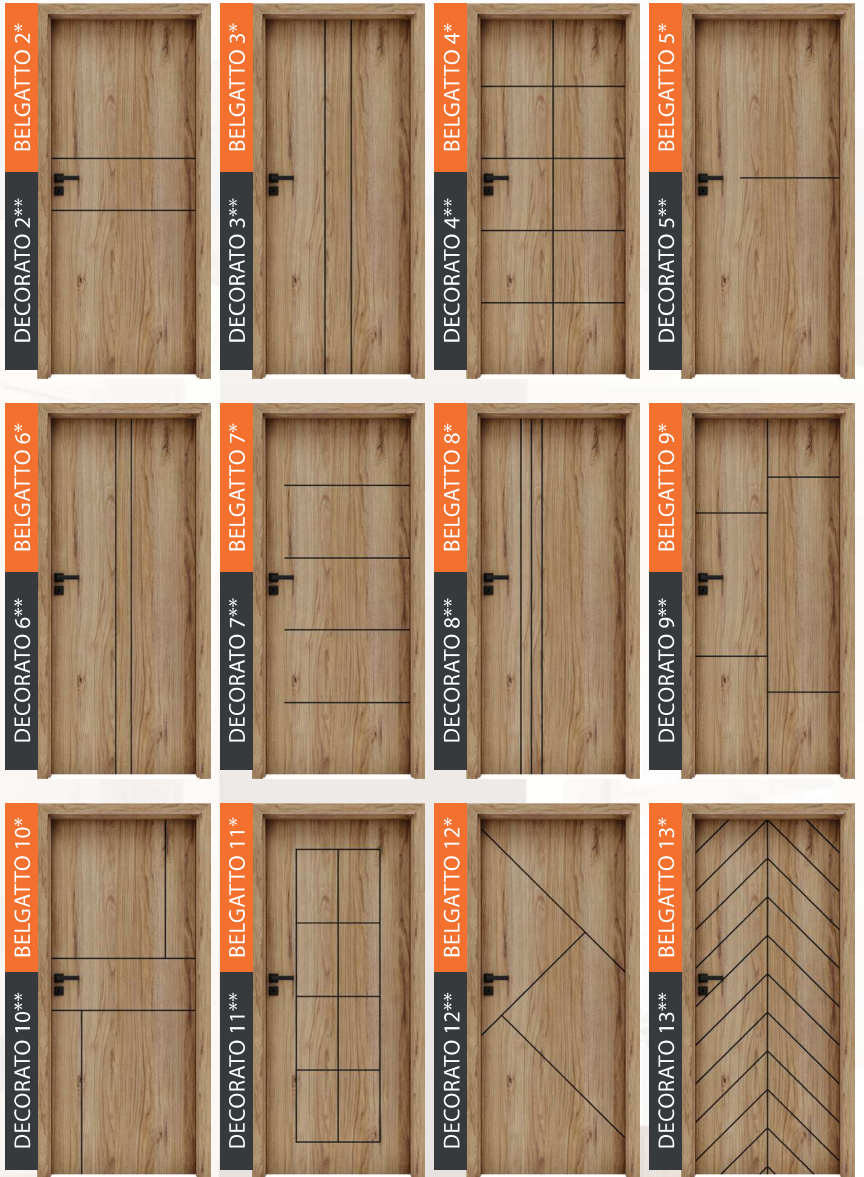 BELGATTO 2*
DECORATO 2**
BELGATTO 3*
DECORATO 3**
BELGATTO 4*
DECORATO 4**
BELGATTO 5*
DECORATO 5**
BELGATTO 6*
DECORATO 6**
BELGATTO 7*
DECORATO 7**
BELGATTO 8*
DECORATO 8**
BELGATTO 9*
DECORATO 9**
BELGATTO 10*
DECORATO 10**
BELGATTO 11*
DECORATO 11**
BELGATTO 12*
DECORATO 12**
BELGATTO 13*
DECORATO 13**